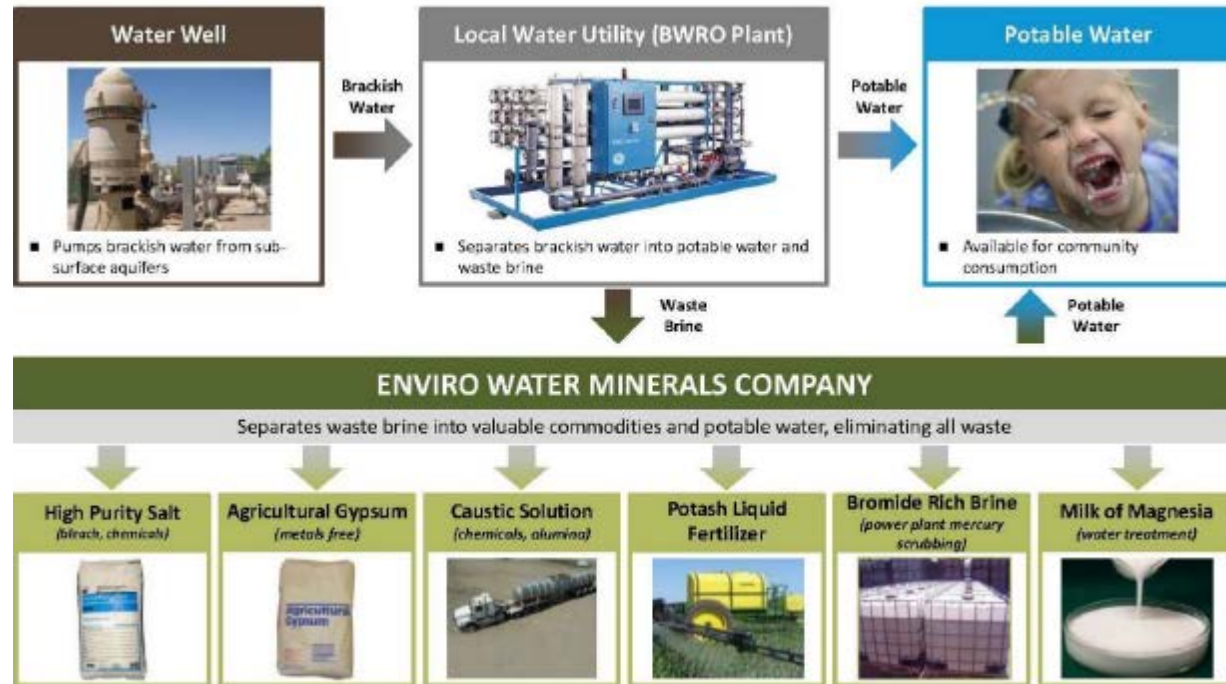 Water Well
Local Water Utility (BWRO Plant)
Potable Water
Brackish
Water
Potable
Water
■ Pumps brackish water from sub-
surface aquifers
■ Separates brackish water into potable water and
waste brine
■ Available for community
consumption
Waste
Brine
Potable
Water
ENVIRO WATER MINERALS COMPANY
Separates waste brine into valuable commodities and potable water, eliminating all waste
High Purity Salt
(bleach, chemicals)
Agricultural Gypsum
(metals free)
Caustic Solution
(chemicals, alumina)
Potash Liquid
Fertilizer
Bromide Rich Brine
(power plant mercury
scrubbing)
Milk of Magnesia
(water treatment)
Agricultural
Gypsum